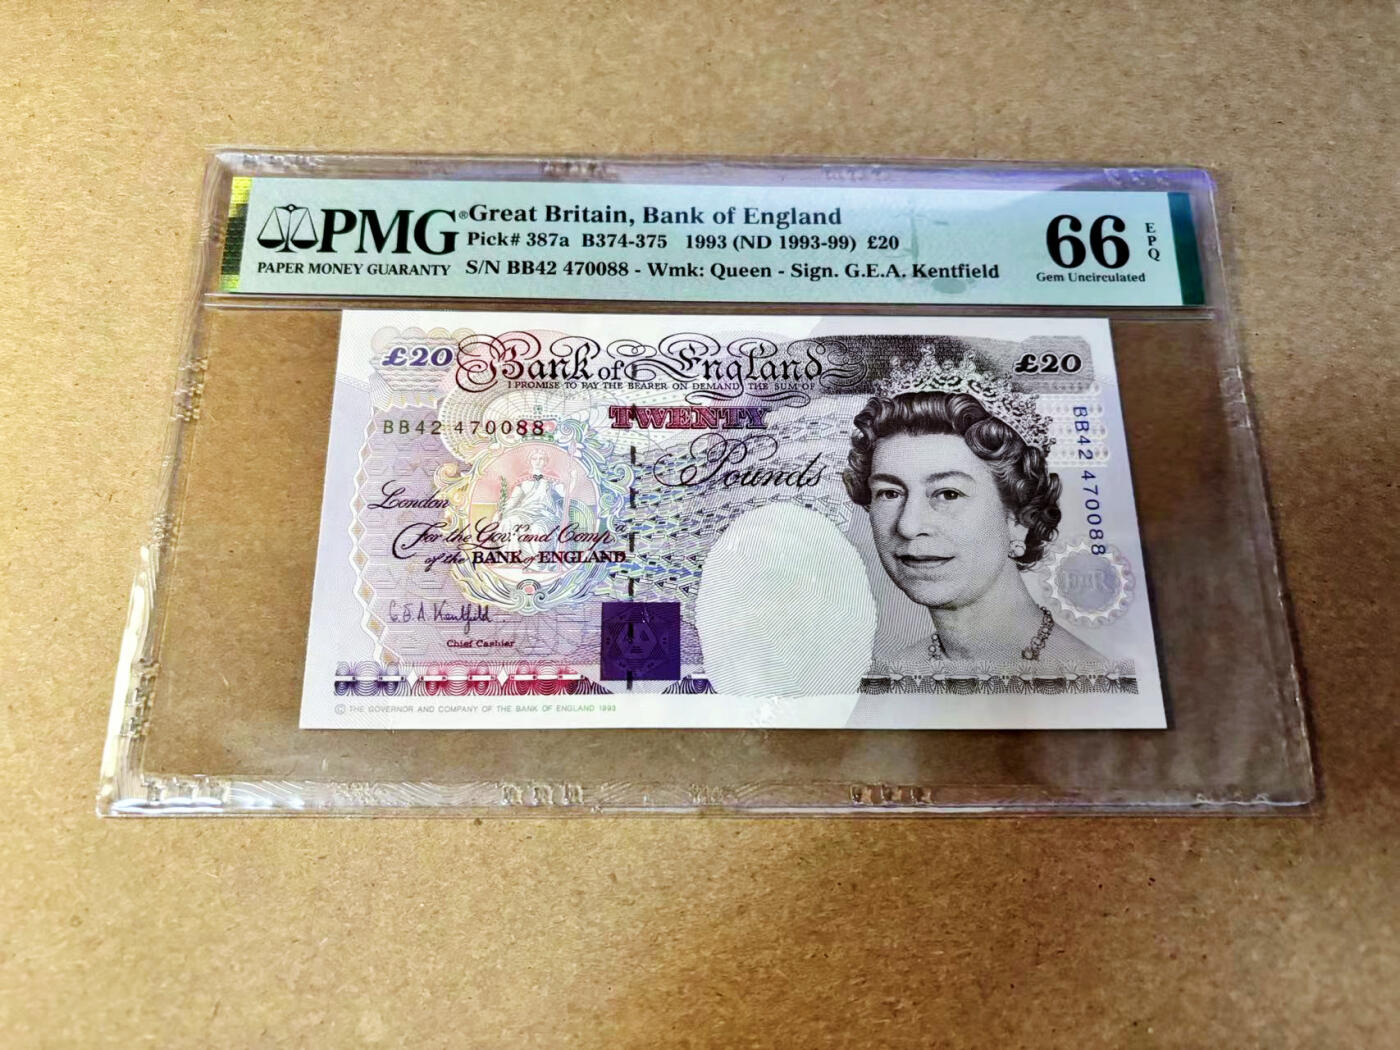 PMG®
PAPER MONEY GUARANTY
Great Britain, Bank of England
Pick# 387a B374-375 1993 (ND 1993-99) £20
S/N BB42 470088 - Wmk: Queen - Sign. G.E.A. Kentfield
66
EPQ
Gem Uncirculated
£20
Bank of England
£20
I PROMISE TO PAY THE BEARER ON DEMAND THE SUM OF
TWENTY
BB42 470088
Pounds
BB42 470088
London
For the Govr. and Compa.
of the BANK of ENGLAND
G E A Kentfield
Chief Cashier
© THE GOVERNOR AND COMPANY OF THE BANK OF ENGLAND 1993